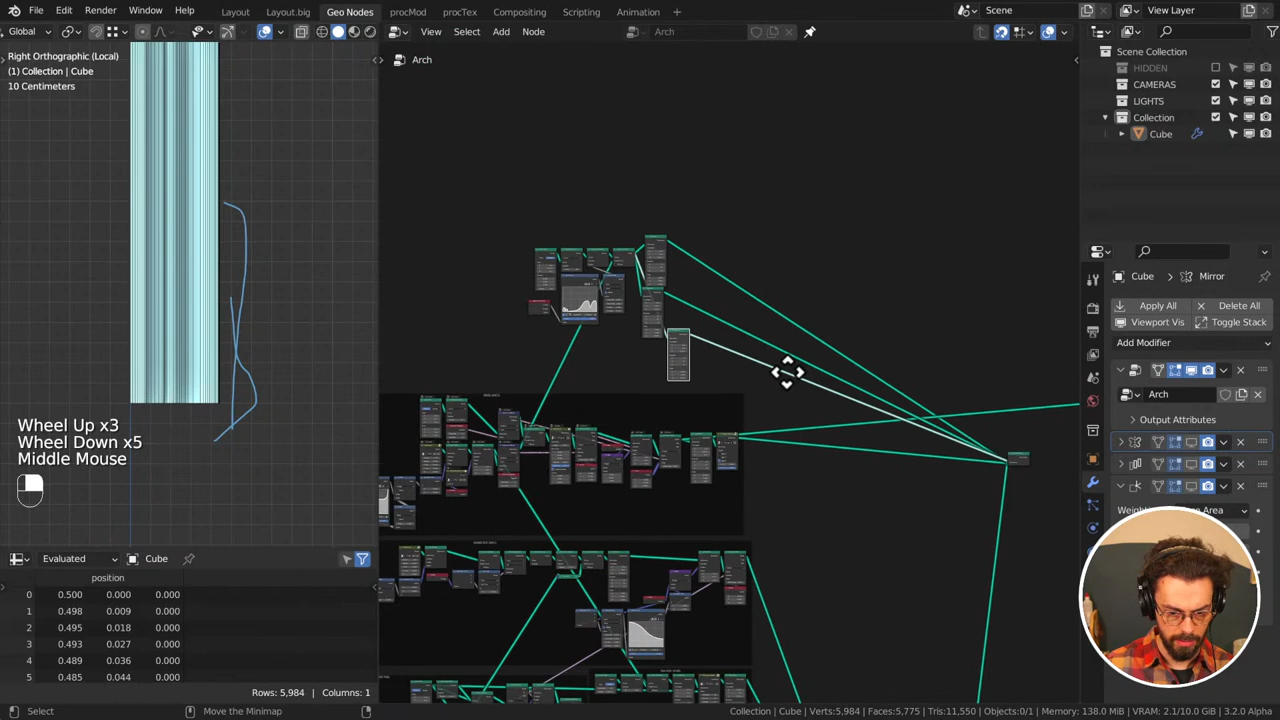 File Edit Render Window Help Layout Layout.big Geo Nodes procMod procTex Compositing Scripting Animation + Scene View Layer
Global View Select Add Node Arch
Right Orthographic (Local)
(1) Collection | Cube
10 Centimeters
Arch
Scene Collection
HIDDEN
CAMERAS
LIGHTS
Collection
Cube
Cube > Mirror
Apply All Delete All
Viewport Vis Toggle Stack
Add Modifier
Arch
Output Attributes
Wheel Up x3
Wheel Down x5
Middle Mouse
Evaluated Cube
position
0.500 0.000 0.000
1 0.498 0.009 0.000
2 0.495 0.018 0.000
3 0.493 0.027 0.000
4 0.489 0.036 0.000
5 0.485 0.044 0.000
Rows: 5,984 | Columns: 1
Select Move the Minimap Collection | Cube | Verts:5,984 | Faces:5,775 | Tris:11,550 | Objects:0/1 | Memory: 138.0 MiB | VRAM: 2.1/10.0 GiB | 3.2.0 Alpha